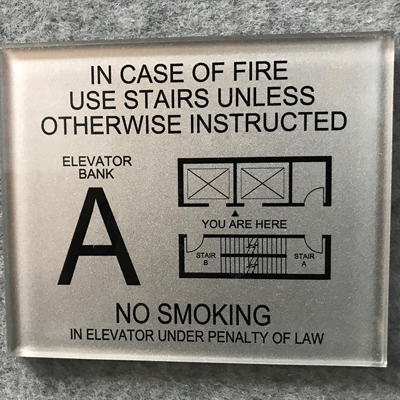 IN CASE OF FIRE
USE STAIRS UNLESS
OTHERWISE INSTRUCTED
ELEVATOR
BANK
A
YOU ARE HERE
STAIR
B
STAIR
A
NO SMOKING
IN ELEVATOR UNDER PENALTY OF LAW